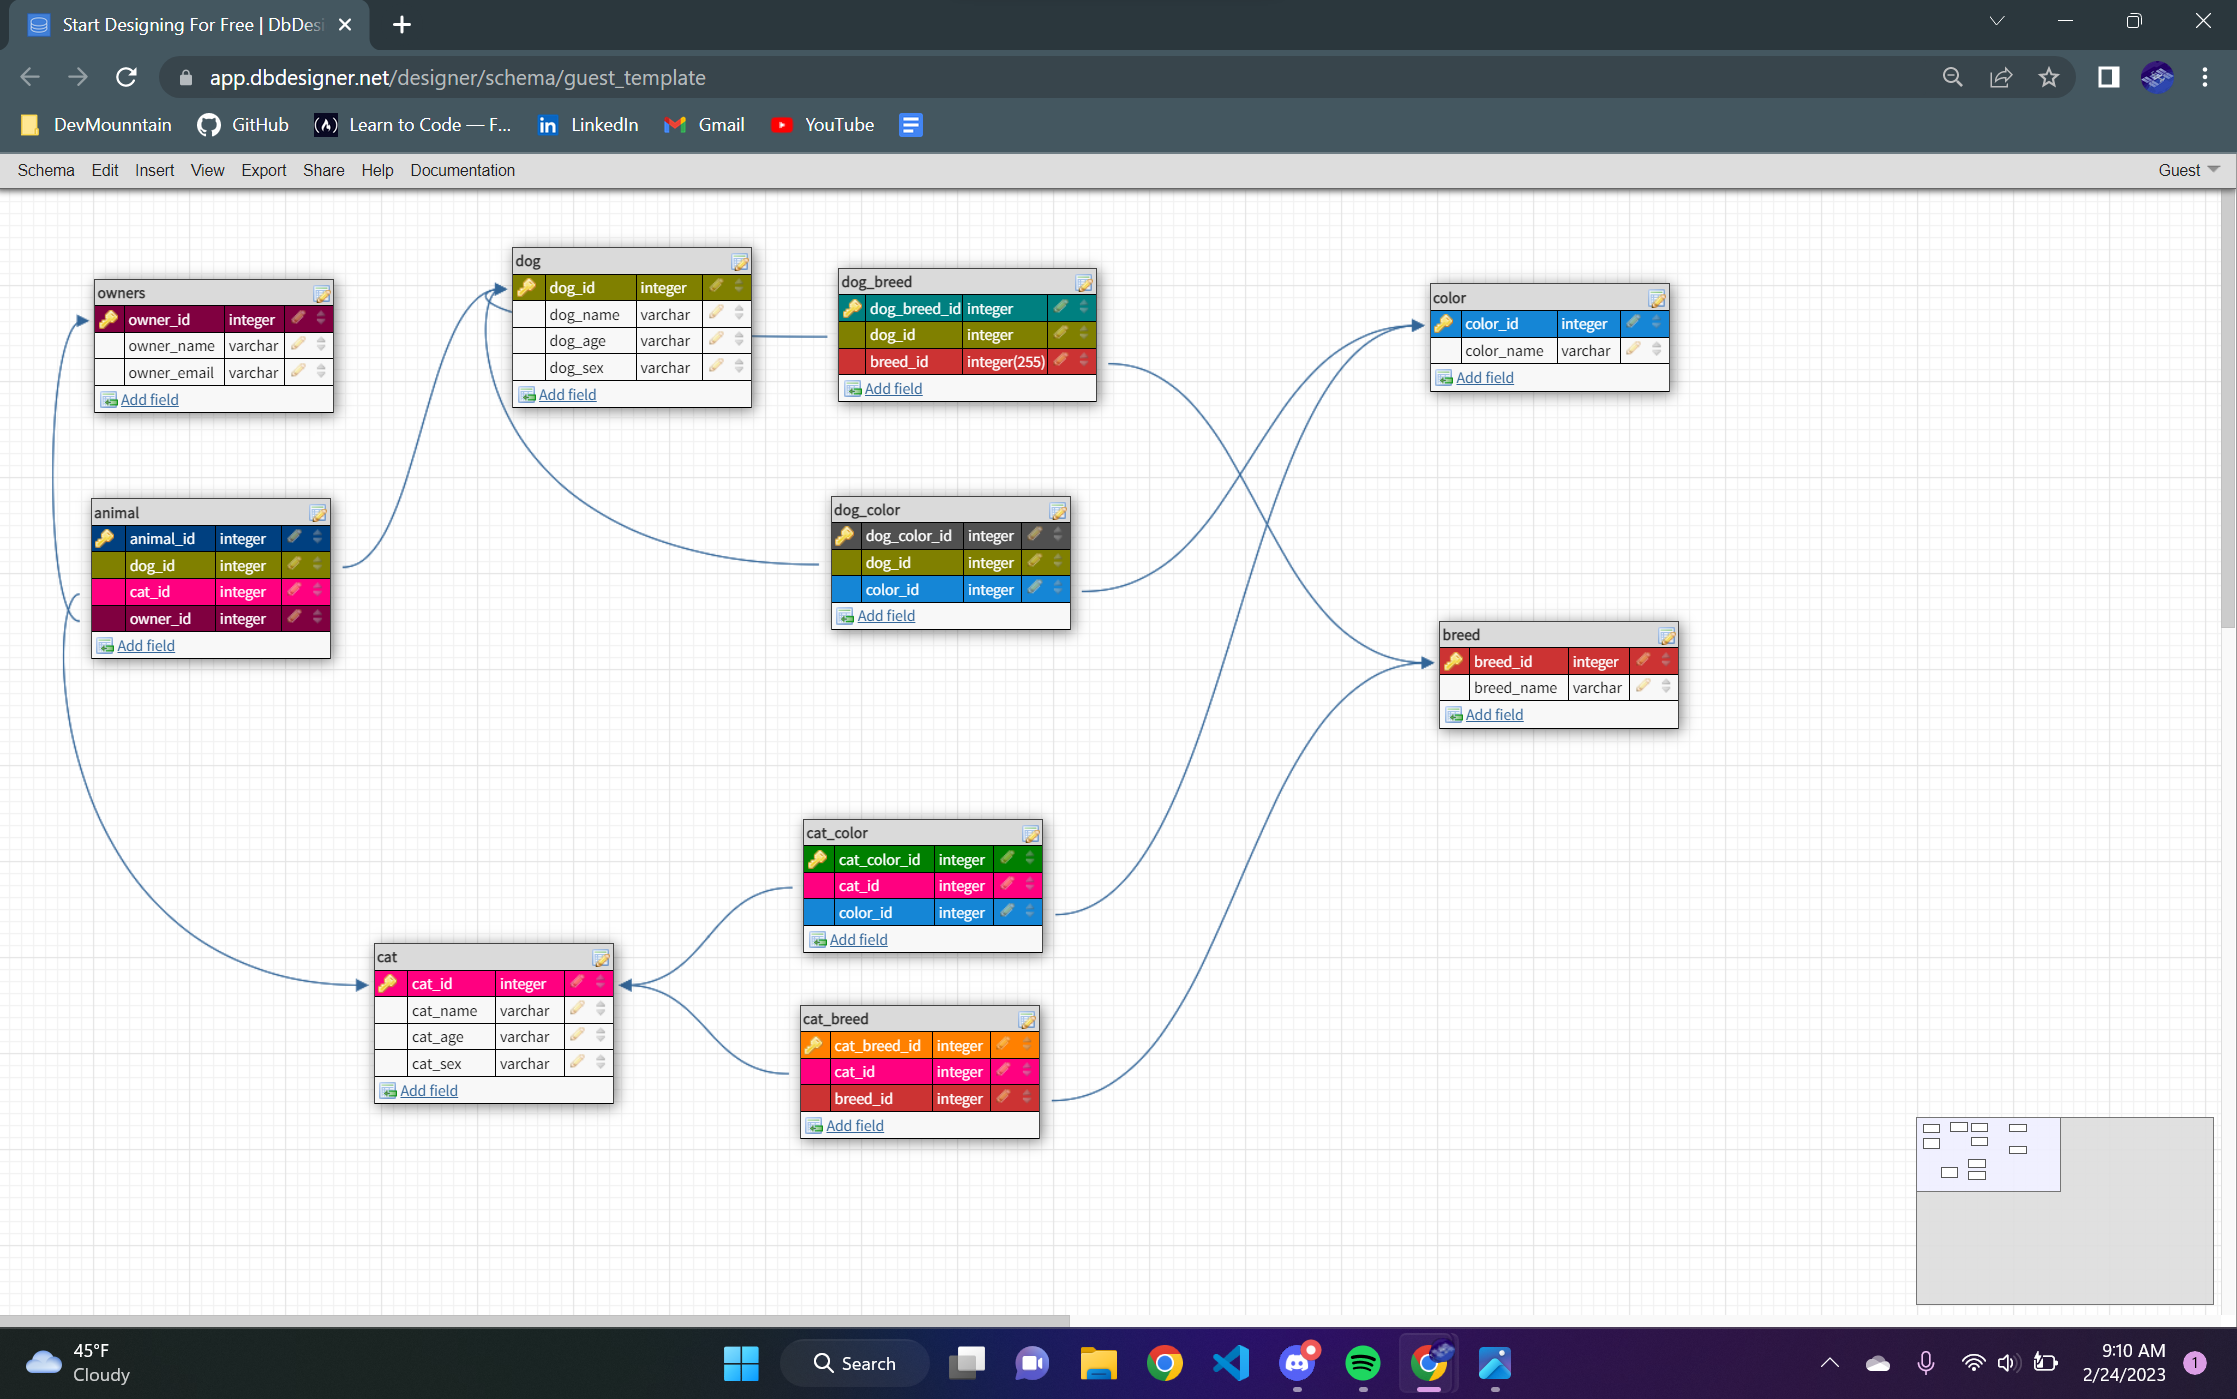 Start Designing For Free | DbDesi
app.dbdesigner.net/designer/schema/guest_template
DevMounntain GitHub Learn to Code — F... LinkedIn Gmail YouTube
Schema Edit Insert View Export Share Help Documentation Guest
owners
owner_id integer
owner_name varchar
owner_email varchar
Add field
dog
dog_id integer
dog_name varchar
dog_age varchar
dog_sex varchar
Add field
dog_breed
dog_breed_id integer
dog_id integer
breed_id integer(255)
Add field
color
color_id integer
color_name varchar
Add field
animal
animal_id integer
dog_id integer
cat_id integer
owner_id integer
Add field
dog_color
dog_color_id integer
dog_id integer
color_id integer
Add field
breed
breed_id integer
breed_name varchar
Add field
cat_color
cat_color_id integer
cat_id integer
color_id integer
Add field
cat
cat_id integer
cat_name varchar
cat_age varchar
cat_sex varchar
Add field
cat_breed
cat_breed_id integer
cat_id integer
breed_id integer
Add field
45°F
Cloudy
Search
9:10 AM
2/24/2023
1